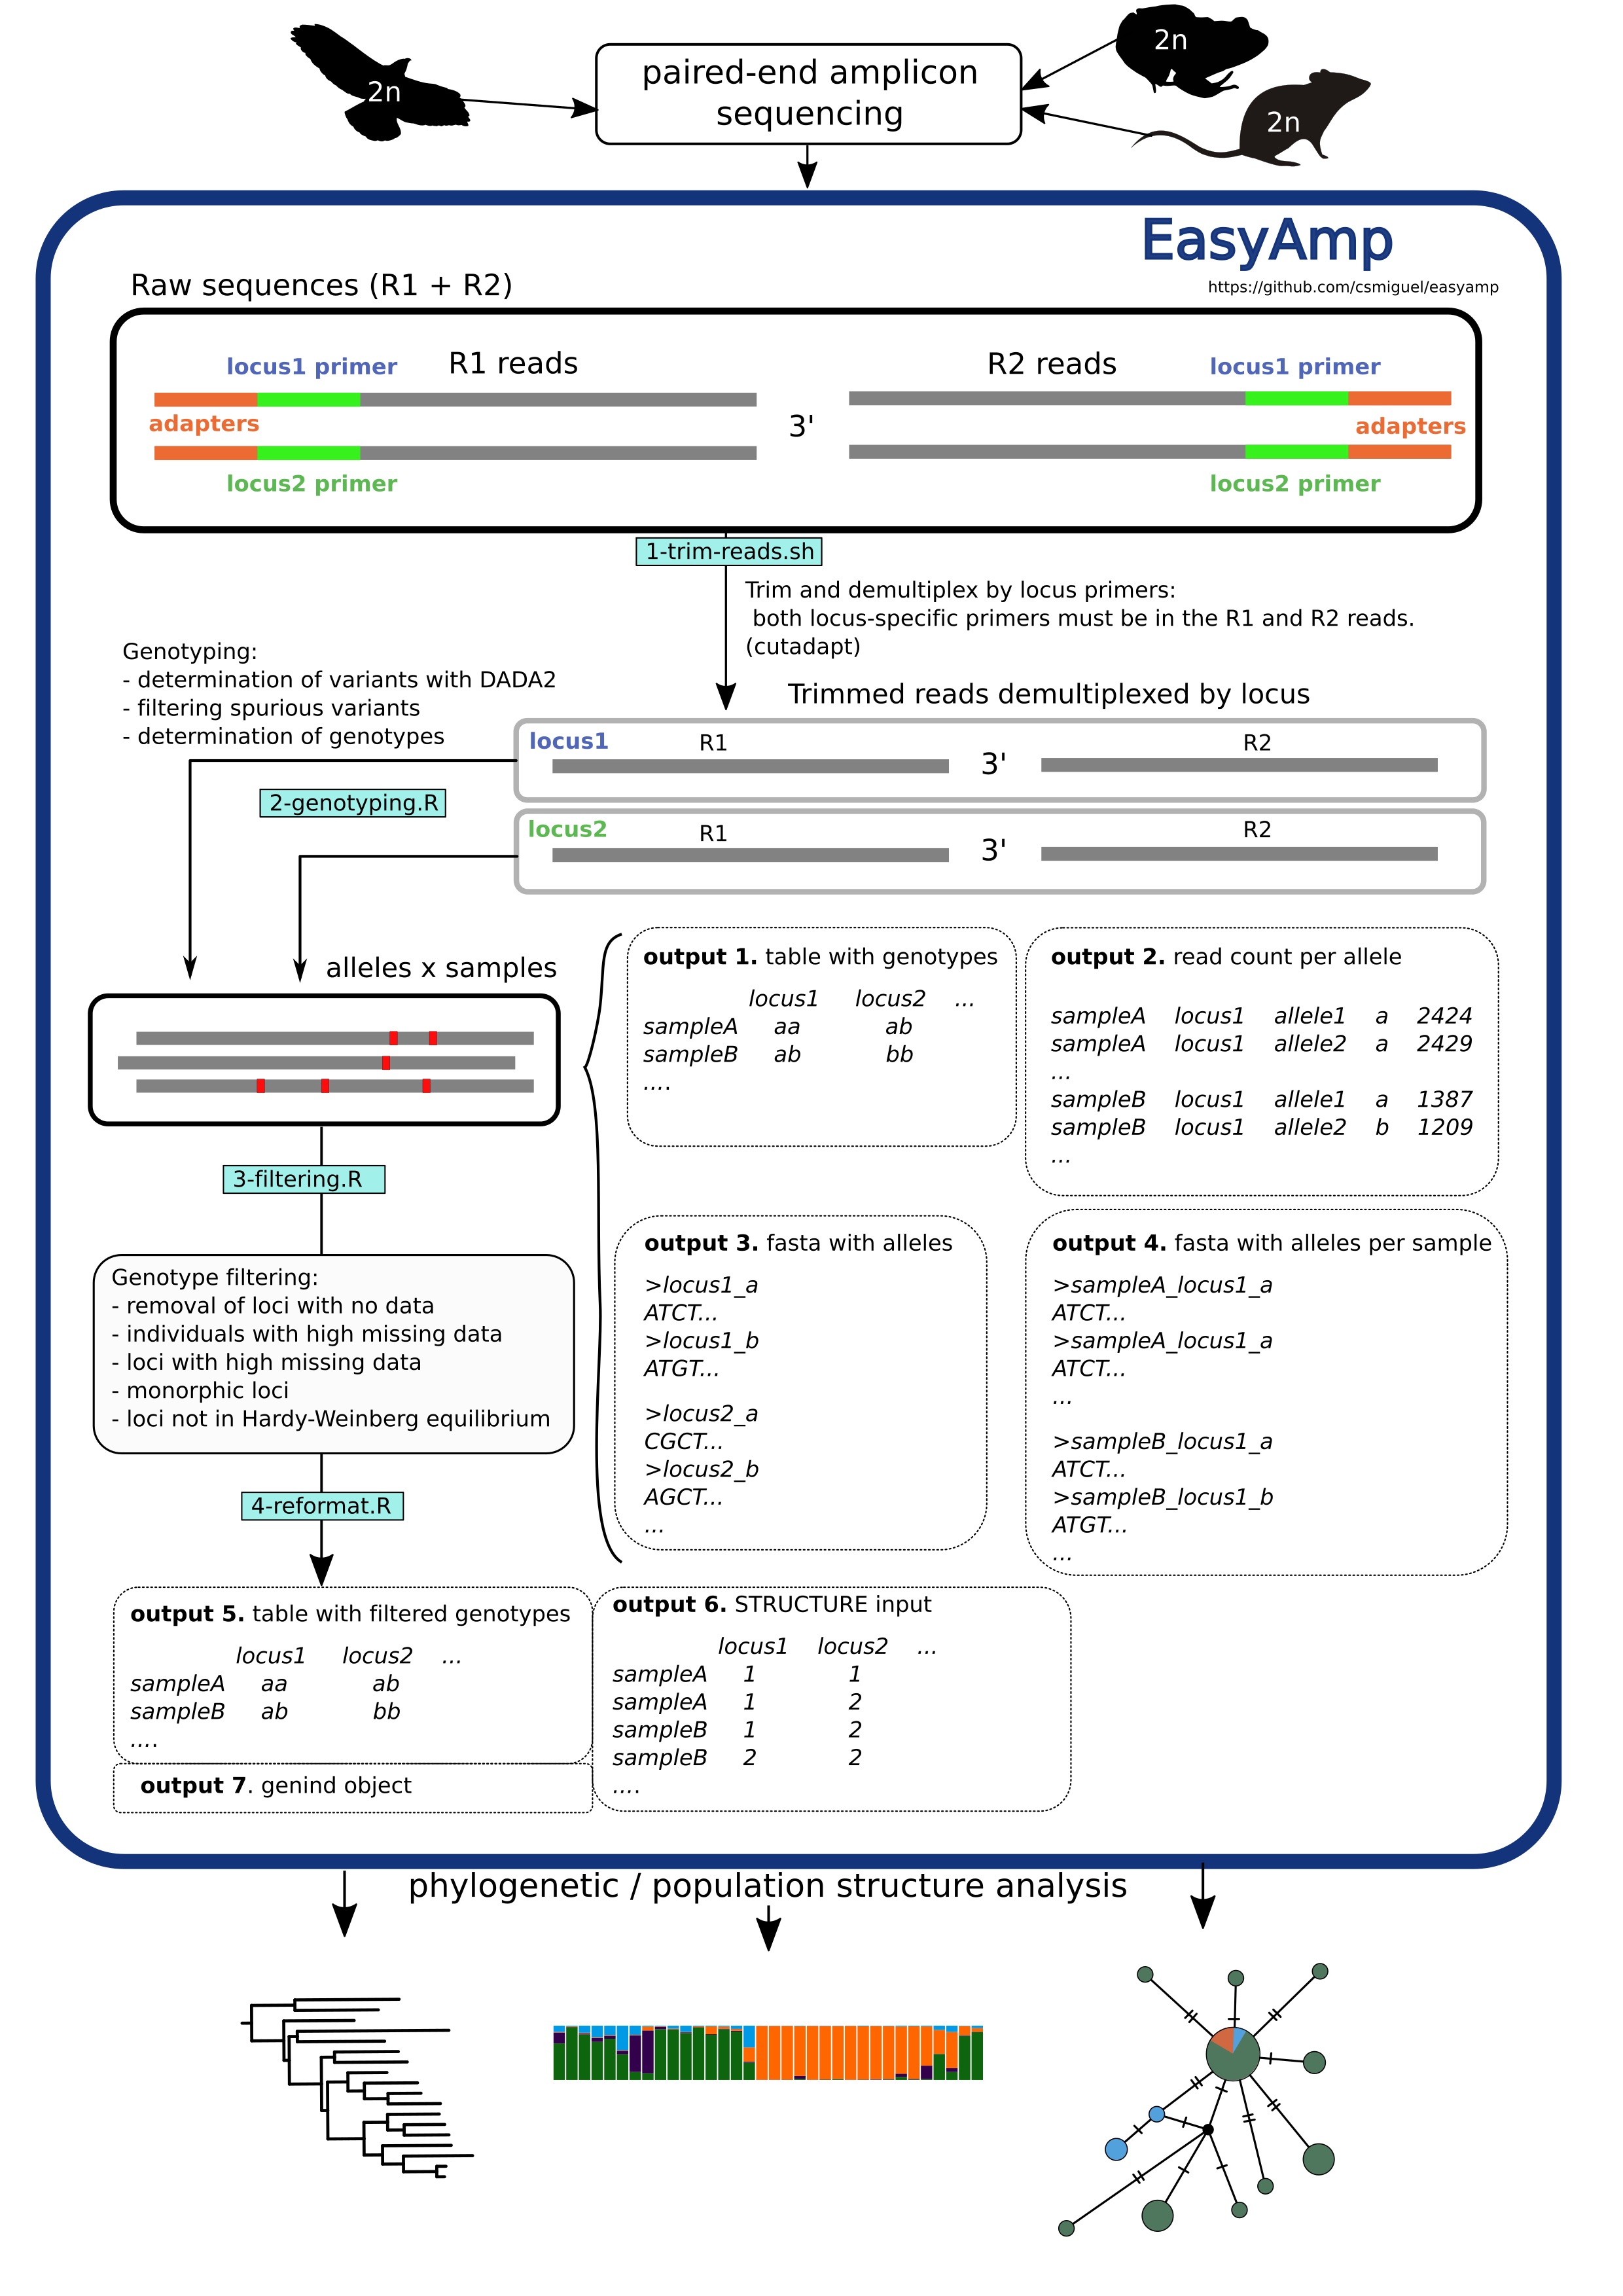 2n
paired-end amplicon
sequencing
2n
2n
EasyAmp
https://github.com/csmiguel/easyamp
Raw sequences (R1 + R2)
locus1 primer
R1 reads
R2 reads
locus1 primer
adapters
3'
adapters
locus2 primer
locus2 primer
1-trim-reads.sh
Trim and demultiplex by locus primers:
both locus-specific primers must be in the R1 and R2 reads.
(cutadapt)
Genotyping:
- determination of variants with DADA2
- filtering spurious variants
- determination of genotypes
Trimmed reads demultiplexed by locus
locus1
R1
3'
R2
2-genotyping.R
locus2
R1
3'
R2
alleles x samples
output 1. table with genotypes
locus1 locus2 ...
sampleA aa ab
sampleB ab bb
....
output 2. read count per allele
sampleA locus1 allele1 a 2424
sampleA locus1 allele2 a 2429
...
sampleB locus1 allele1 a 1387
sampleB locus1 allele2 b 1209
...
3-filtering.R
Genotype filtering:
- removal of loci with no data
- individuals with high missing data
- loci with high missing data
- monorphic loci
- loci not in Hardy-Weinberg equilibrium
output 3. fasta with alleles
>locus1_a
ATCT...
>locus1_b
ATGT...
>locus2_a
CGCT...
>locus2_b
AGCT...
...
output 4. fasta with alleles per sample
>sampleA_locus1_a
ATCT...
>sampleA_locus1_a
ATCT...
...
>sampleB_locus1_a
ATCT...
>sampleB_locus1_b
ATGT...
...
4-reformat.R
output 5. table with filtered genotypes
locus1 locus2 ...
sampleA aa ab
sampleB ab bb
....
output 6. STRUCTURE input
locus1 locus2 ...
sampleA 1 1
sampleA 1 2
sampleB 1 2
sampleB 2 2
....
output 7. genind object
phylogenetic / population structure analysis